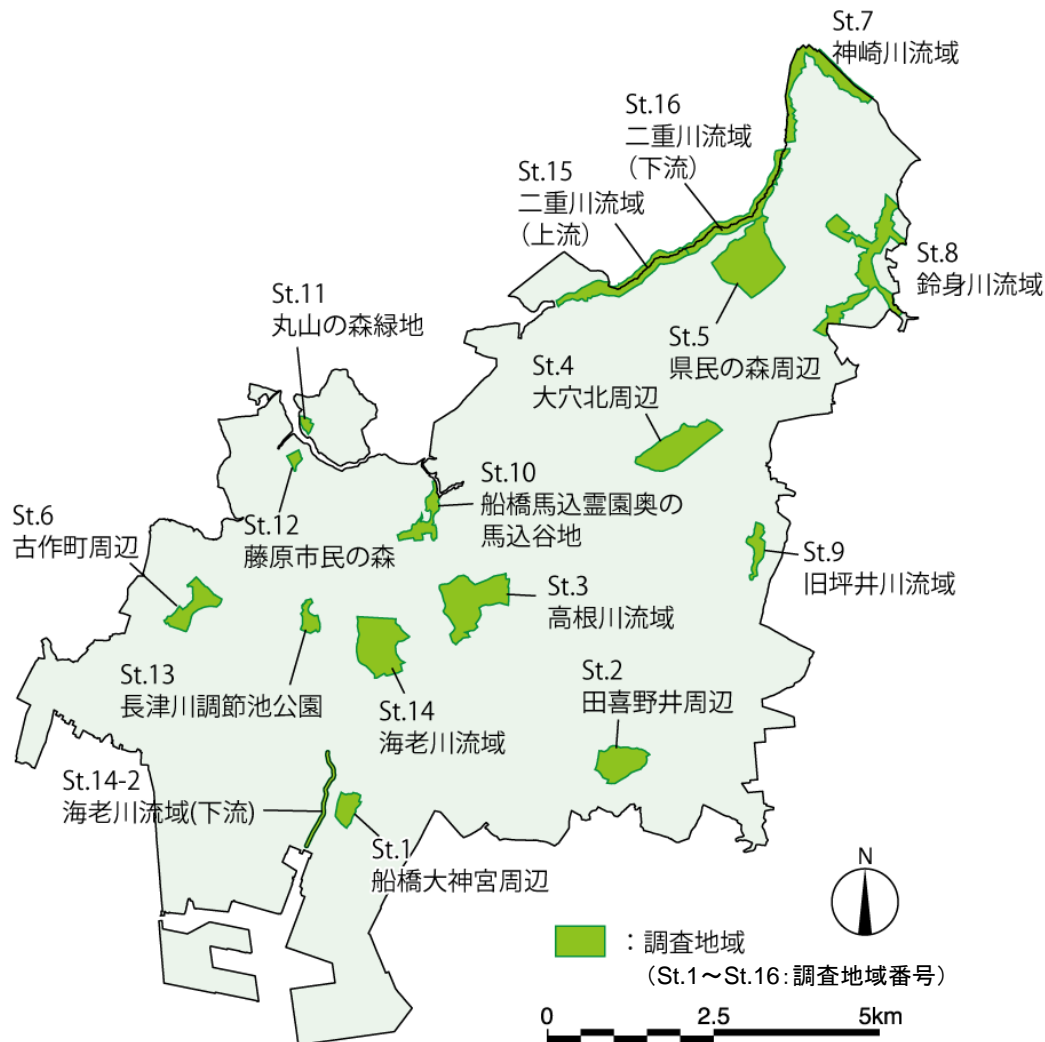 St.7
神崎川流域
St.16
二重川流域
（下流）
St.15
二重川流域
（上流）
St.8
鈴身川流域
St.11
丸山の森緑地
St.5
県民の森周辺
St.4
大穴北周辺
St.10
船橋馬込霊園奥の
馬込谷地
St.6
古作町周辺
St.12
藤原市民の森
St.9
旧坪井川流域
St.3
高根川流域
St.13
長津川調節池公園
St.14
海老川流域
St.2
田喜野井周辺
St.14-2
海老川流域(下流)
St.1
船橋大神宮周辺
N
：調査地域
（St.1～St.16：調査地域番号）
0 2.5 5km